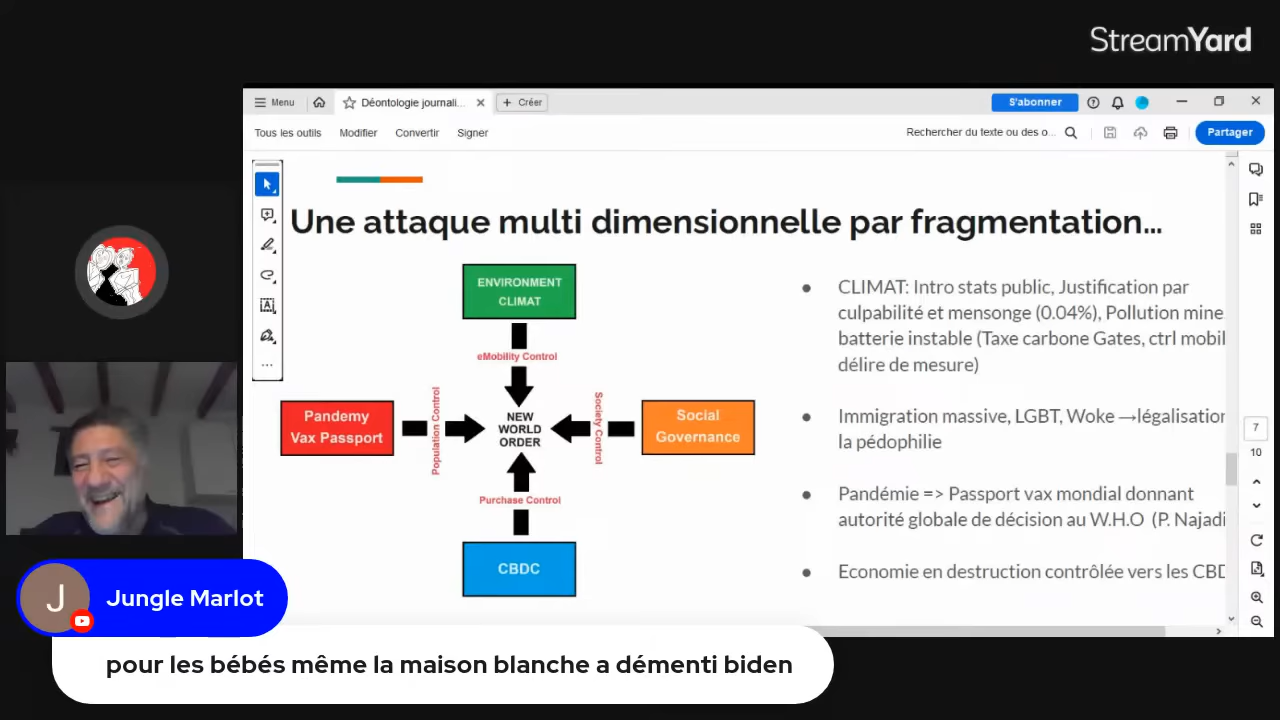 StreamYard
Menu
Déontologie journali...
Créer
S'abonner
Tous les outils
Modifier
Convertir
Signer
Rechercher du texte ou des o...
Partager
Une attaque multi dimensionnelle par fragmentation...
ENVIRONMENT
CLIMAT
eMobility Control
Pandemy
Vax Passport
Population Control
NEW
WORLD
ORDER
Society Control
Social
Governance
Purchase Control
CBDC
CLIMAT: Intro stats public, Justification par
culpabilité et mensonge (0.04%), Pollution mine
batterie instable (Taxe carbone Gates, ctrl mobil
délire de mesure)
Immigration massive, LGBT, Woke →légalisation
la pédophilie
Pandémie => Passport vax mondial donnant
autorité globale de décision au W.H.O (P. Najadi
Economie en destruction contrôlée vers les CBD
7
10
J
Jungle Marlot
pour les bébés même la maison blanche a démenti biden